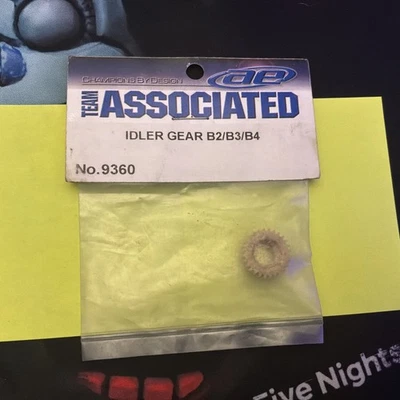 CHAMPIONS BY DESIGN
ae
TEAM
ASSOCIATED
IDLER GEAR B2/B3/B4
No.9360
Five Nights